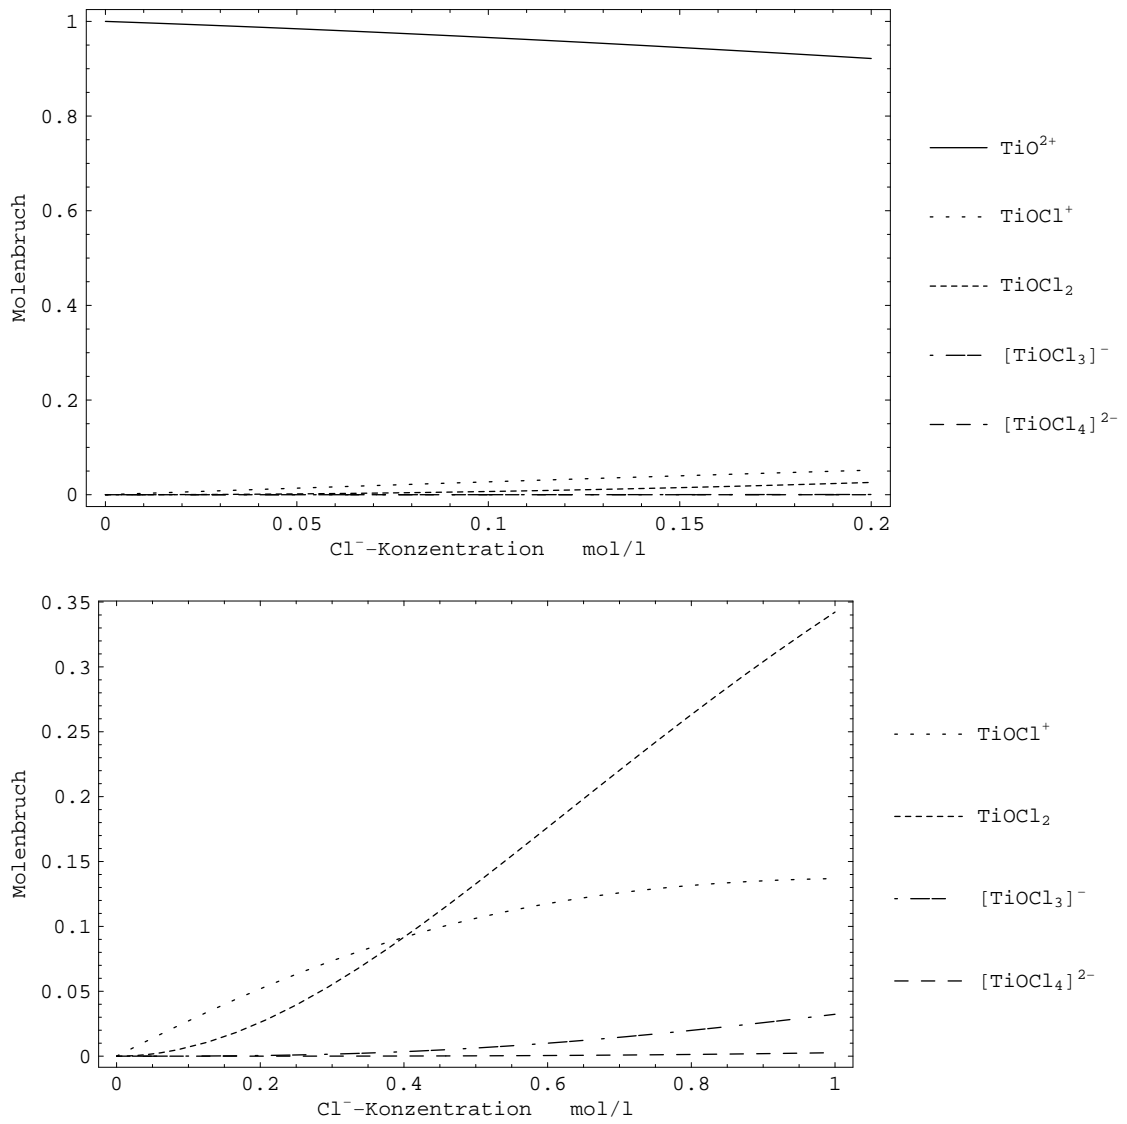 1
0.8
0.6
0.4
0.2
0
Molenbruch
0 0.05 0.1 0.15 0.2
Cl⁻-Konzentration mol/l
TiO²⁺
TiOCl⁺
TiOCl₂
[TiOCl₃]⁻
[TiOCl₄]²⁻
0.35
0.3
0.25
0.2
0.15
0.1
0.05
0
Molenbruch
0 0.2 0.4 0.6 0.8 1
Cl⁻-Konzentration mol/l
TiOCl⁺
TiOCl₂
[TiOCl₃]⁻
[TiOCl₄]²⁻